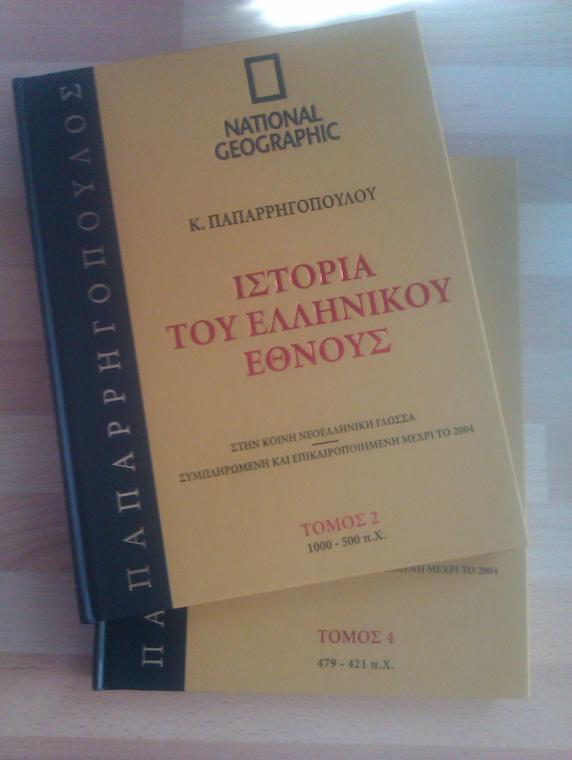 NATIONAL
GEOGRAPHIC
Κ. ΠΑΠΑΡΡΗΓΟΠΟΥΛΟΥ
ΙΣΤΟΡΙΑ
ΤΟΥ ΕΛΛΗΝΙΚΟΥ
ΕΘΝΟΥΣ
ΣΤΗΝ ΚΟΙΝΗ ΝΕΟΕΛΛΗΝΙΚΗ ΓΛΩΣΣΑ
ΣΥΜΠΛΗΡΩΜΕΝΗ ΚΑΙ ΕΠΙΚΑΙΡΟΠΟΙΗΜΕΝΗ ΜΕΧΡΙ ΤΟ 2004
ΤΟΜΟΣ 2
1000 - 500 π.Χ.
ΠΑΠΑΡΡΗΓΟΠΟΥΛΟΣ
ΜΕΝΗ ΜΕΧΡΙ ΤΟ 2004
ΤΟΜΟΣ 4
479 - 421 π.Χ.
ΠΑ